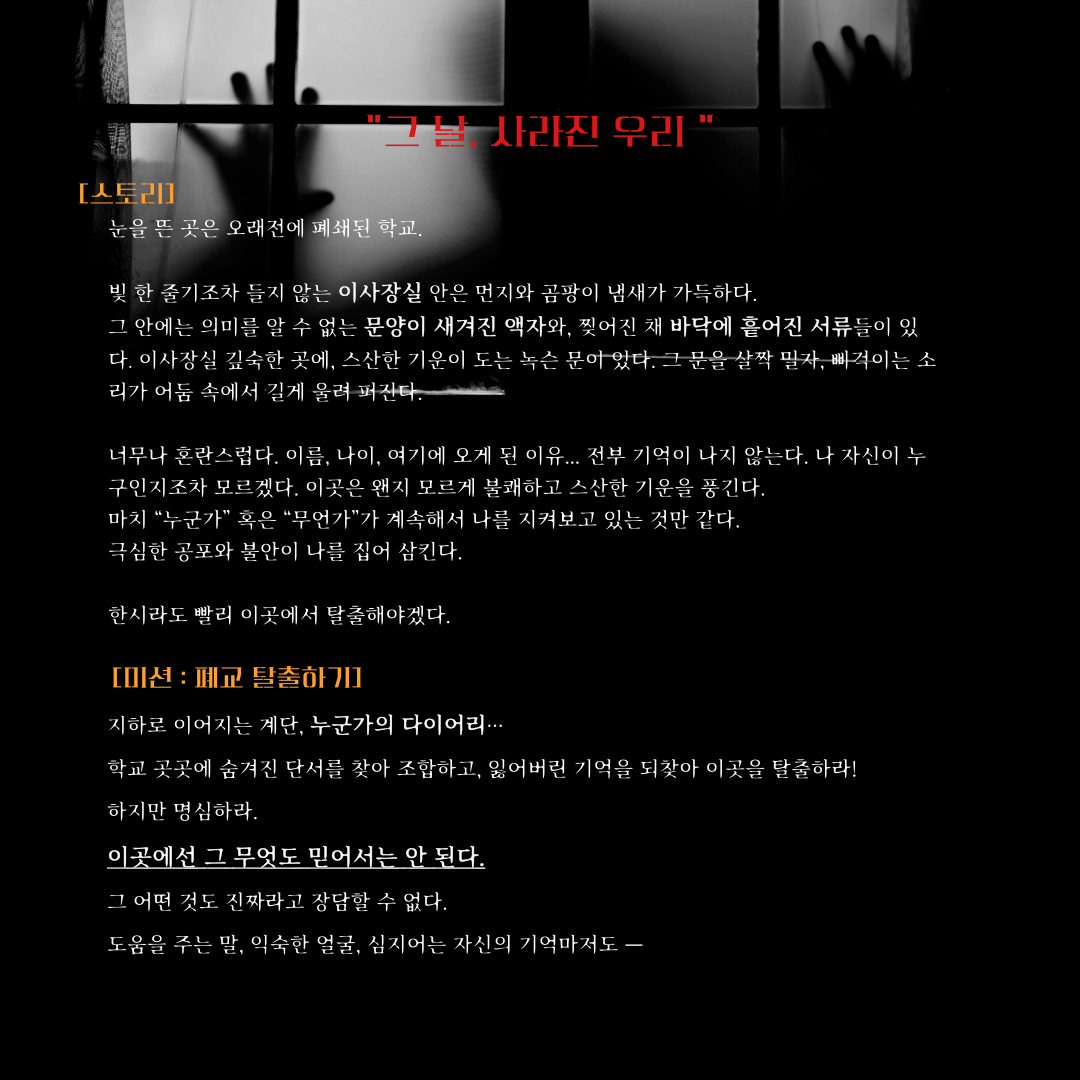 "그 날, 사라진 우리 "
[스토리]
눈을 뜬 곳은 오래전에 폐쇄된 학교.
빛 한 줄기조차 들지 않는 이사장실 안은 먼지와 곰팡이 냄새가 가득하다.
그 안에는 의미를 알 수 없는 문양이 새겨진 액자와, 찢어진 채 바닥에 흩어진 서류들이 있
다. 이사장실 깊숙한 곳에, 스산한 기운이 도는 녹슨 문이 있다. 그 문을 살짝 밀자, 삐걱이는 소
리가 어둠 속에서 길게 울려 퍼진다.
너무나 혼란스럽다. 이름, 나이, 여기에 오게 된 이유... 전부 기억이 나지 않는다. 나 자신이 누
구인지조차 모르겠다. 이곳은 왠지 모르게 불쾌하고 스산한 기운을 풍긴다.
마치 “누군가” 혹은 “무언가”가 계속해서 나를 지켜보고 있는 것만 같다.
극심한 공포와 불안이 나를 집어 삼킨다.
한시라도 빨리 이곳에서 탈출해야겠다.
[미션 : 폐교 탈출하기]
지하로 이어지는 계단, 누군가의 다이어리…
학교 곳곳에 숨겨진 단서를 찾아 조합하고, 잃어버린 기억을 되찾아 이곳을 탈출하라!
하지만 명심하라.
이곳에선 그 무엇도 믿어서는 안 된다.
그 어떤 것도 진짜라고 장담할 수 없다.
도움을 주는 말, 익숙한 얼굴, 심지어는 자신의 기억마저도 —